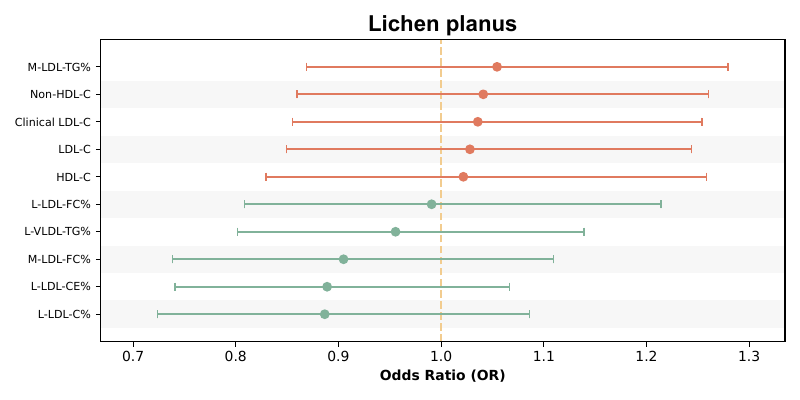 Lichen planus
M-LDL-TG%
Non-HDL-C
Clinical LDL-C
LDL-C
HDL-C
L-LDL-FC%
L-VLDL-TG%
M-LDL-FC%
L-LDL-CE%
L-LDL-C%
0.7 0.8 0.9 1.0 1.1 1.2 1.3
Odds Ratio (OR)